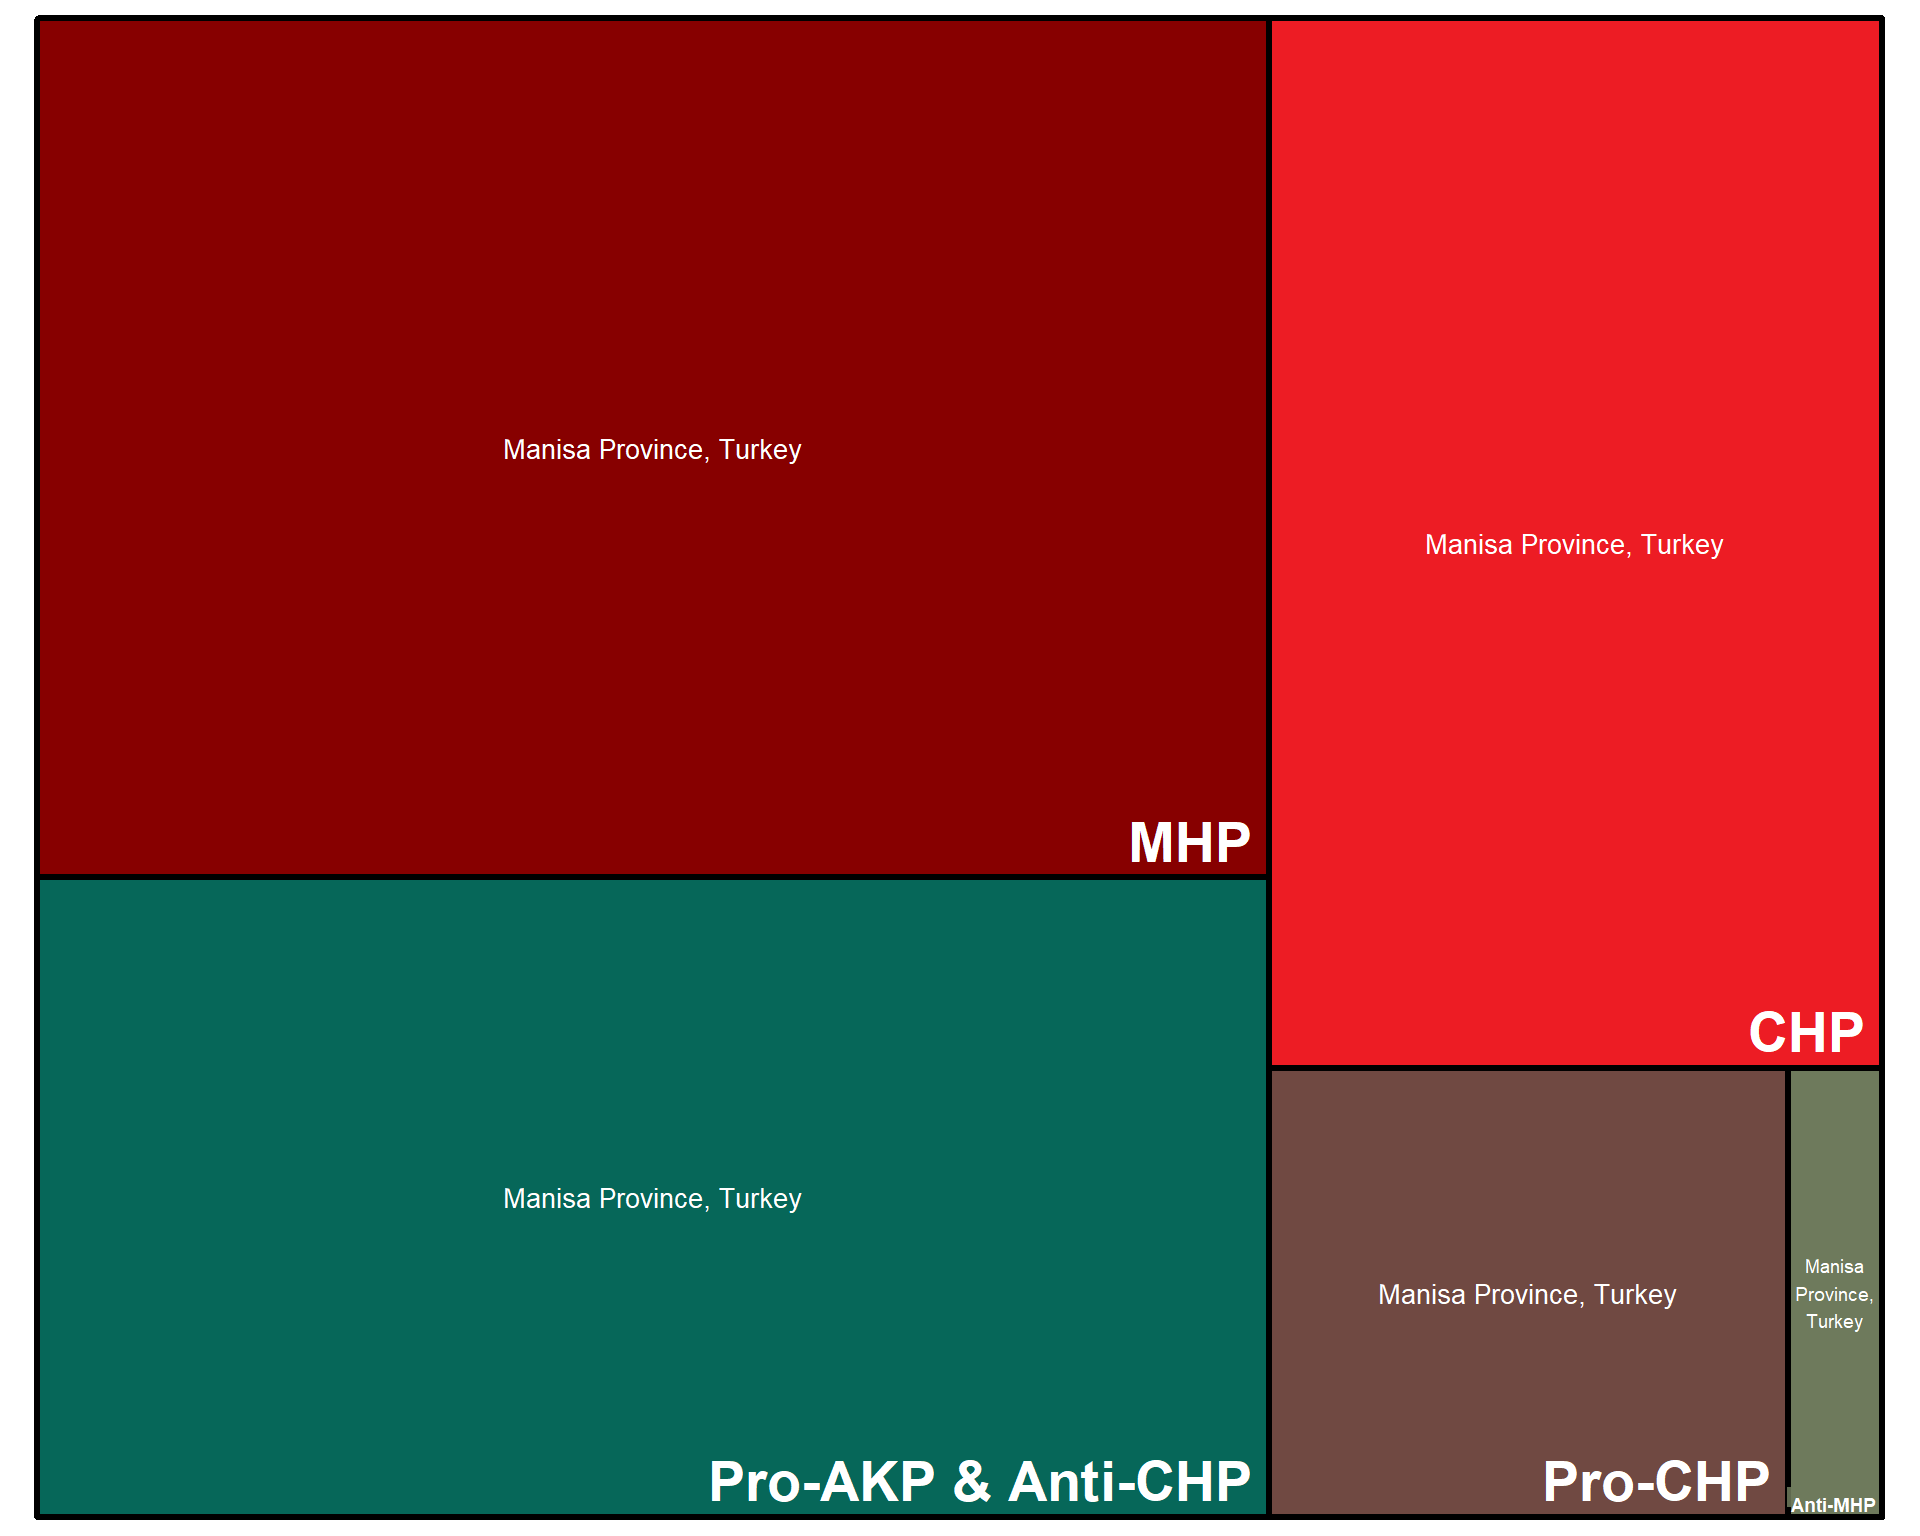 Manisa Province, Turkey
MHP
Manisa Province, Turkey
CHP
Manisa Province, Turkey
Pro-AKP & Anti-CHP
Manisa Province, Turkey
Pro-CHP
Manisa
Province,
Turkey
Anti-MHP